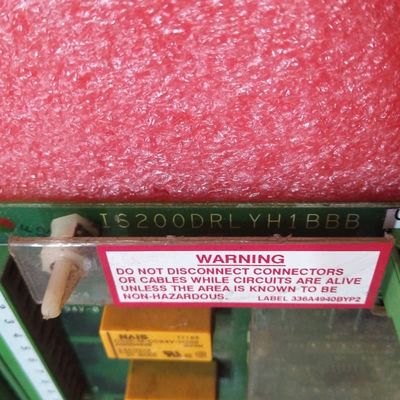 IS200DRLYH1BBB
WARNING
DO NOT DISCONNECT CONNECTORS
OR CABLES WHILE CIRCUITS ARE ALIVE
UNLESS THE AREA IS KNOWN TO BE
NON-HAZARDOUS. LABEL 336A4940BYP2
NAIS